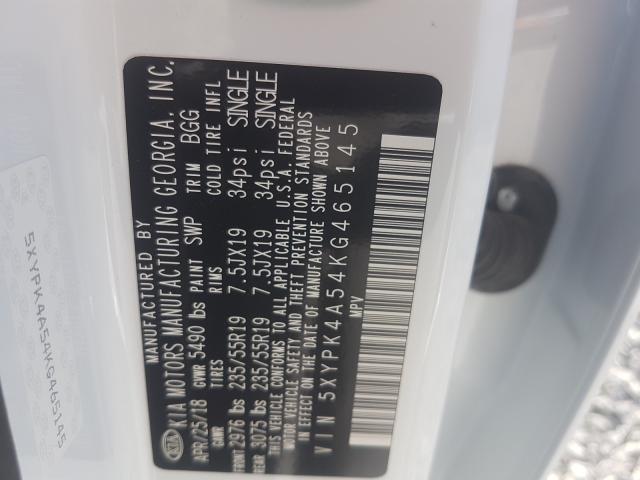 KIA
MANUFACTURED BY
KIA MOTORS MANUFACTURING GEORGIA, INC.
APR/25/18 GVWR 5490 lbs PAINT SWP TRIM BGG
GAWR TIRES RIMS COLD TIRE INFL
FRONT 2976 lbs 235/55R19 7.5JX19 34psi SINGLE
REAR 3075 lbs 235/55R19 7.5JX19 34psi SINGLE
THIS VEHICLE CONFORMS TO ALL APPLICABLE U.S.A. FEDERAL
MOTOR VEHICLE SAFETY AND THEFT PREVENTION STANDARDS
IN EFFECT ON THE DATE OF MANUFACTURE SHOWN ABOVE
VIN 5XYPK4A54KG465145
MPV
5XYPK4A54KG465145